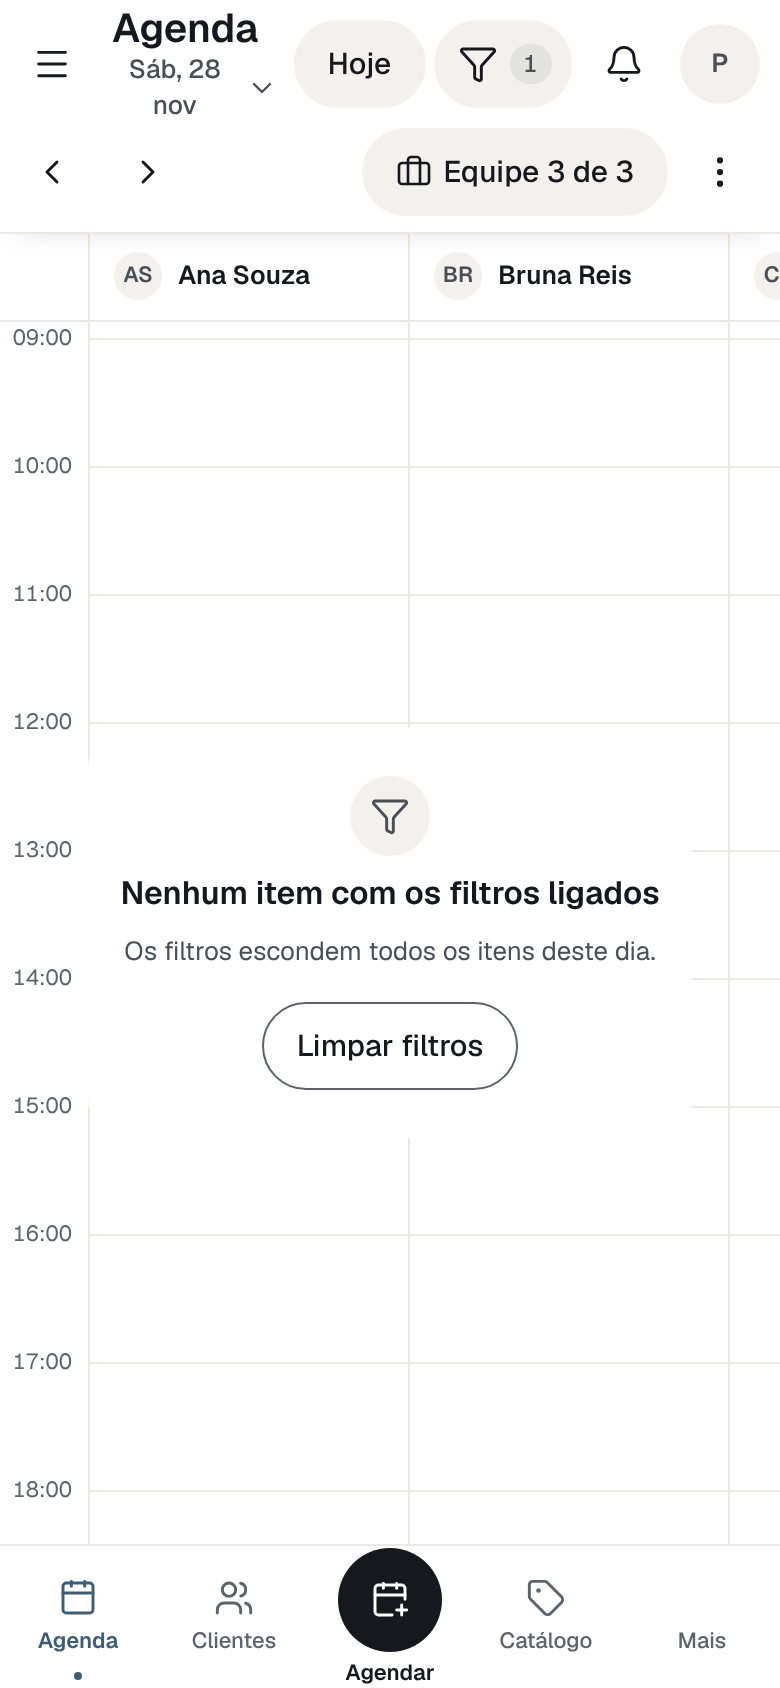 Agenda
Sáb, 28
nov
Hoje
1
P
Equipe 3 de 3
AS
Ana Souza
BR
Bruna Reis
C
09:00
10:00
11:00
12:00
13:00
Nenhum item com os filtros ligados
Os filtros escondem todos os itens deste dia.
14:00
Limpar filtros
15:00
16:00
17:00
18:00
Agenda
Clientes
Agendar
Catálogo
Mais